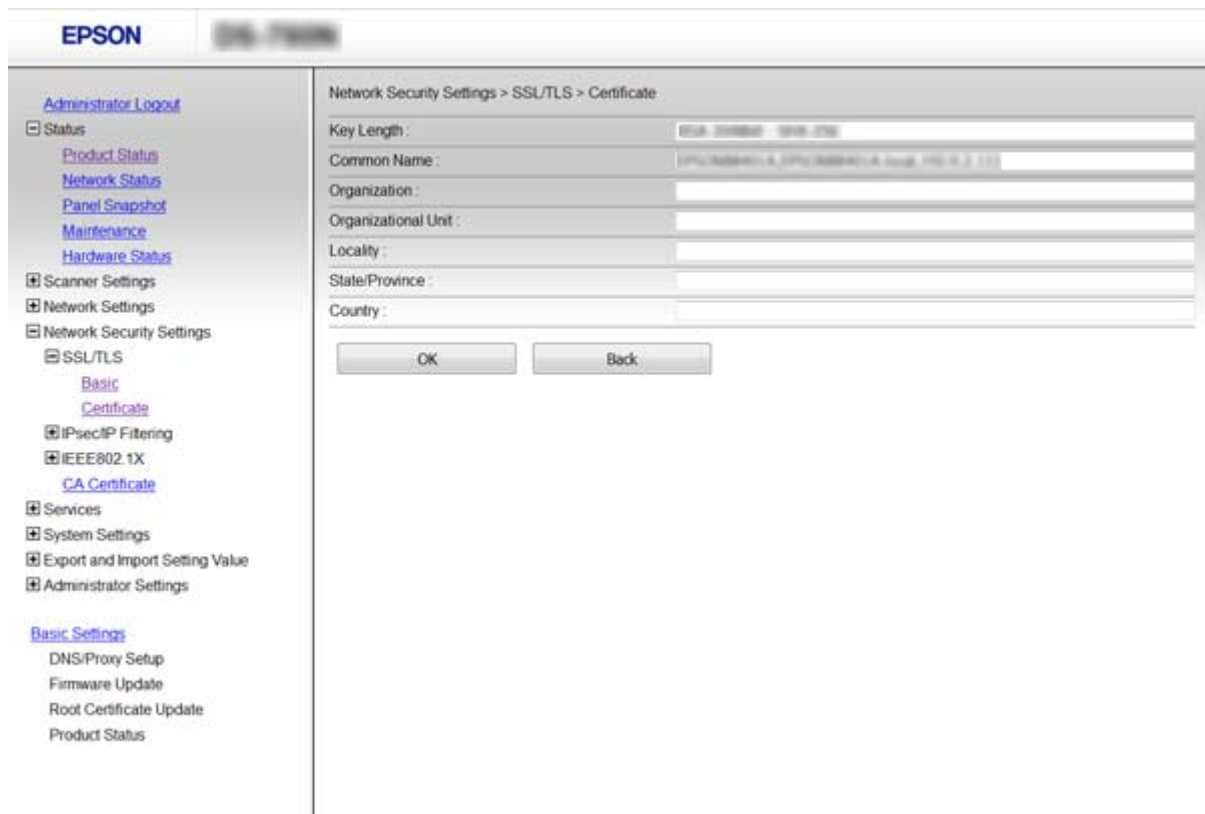 EPSON
Administrator Logout
Status
Product Status
Network Status
Panel Snapshot
Maintenance
Hardware Status
Scanner Settings
Network Settings
Network Security Settings
SSL/TLS
Basic
Certificate
IPsec/IP Filtering
IEEE802.1X
CA Certificate
Services
System Settings
Export and Import Setting Value
Administrator Settings
Basic Settings
DNS/Proxy Setup
Firmware Update
Root Certificate Update
Product Status
Network Security Settings > SSL/TLS > Certificate
Key Length :
Common Name :
Organization :
Organizational Unit :
Locality :
State/Province :
Country :
OK Back